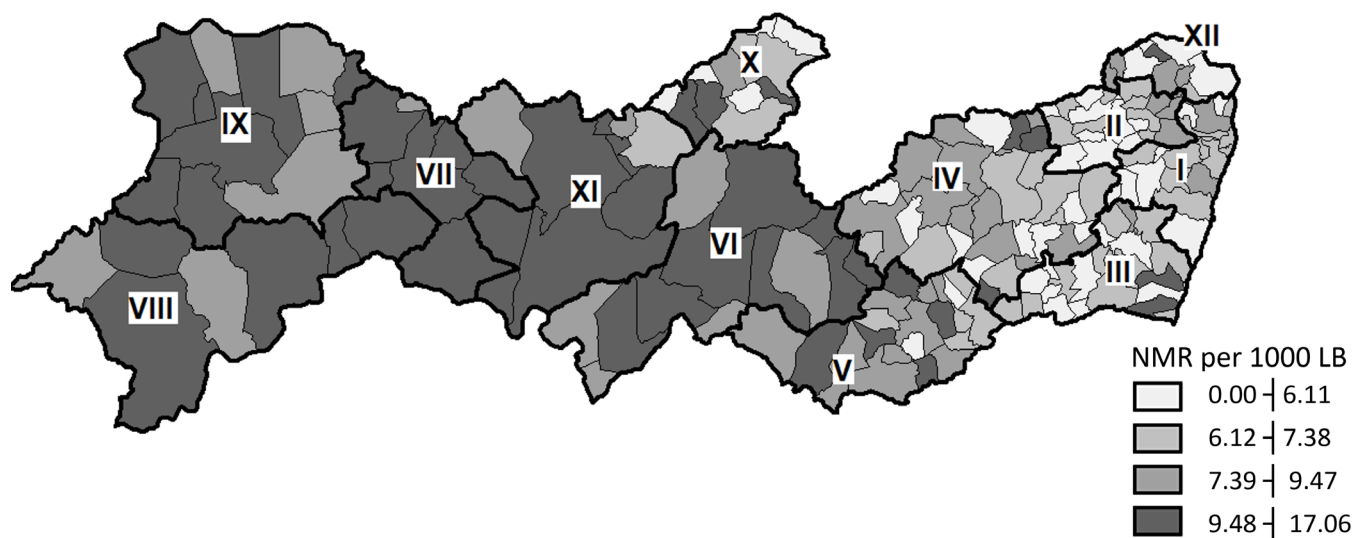 XII
X
IX
II
VII
I
IV
XI
VI
III
VIII
V
NMR per 1000 LB
0.00 ⊣ 6.11
6.12 ⊣ 7.38
7.39 ⊣ 9.47
9.48 ⊣ 17.06